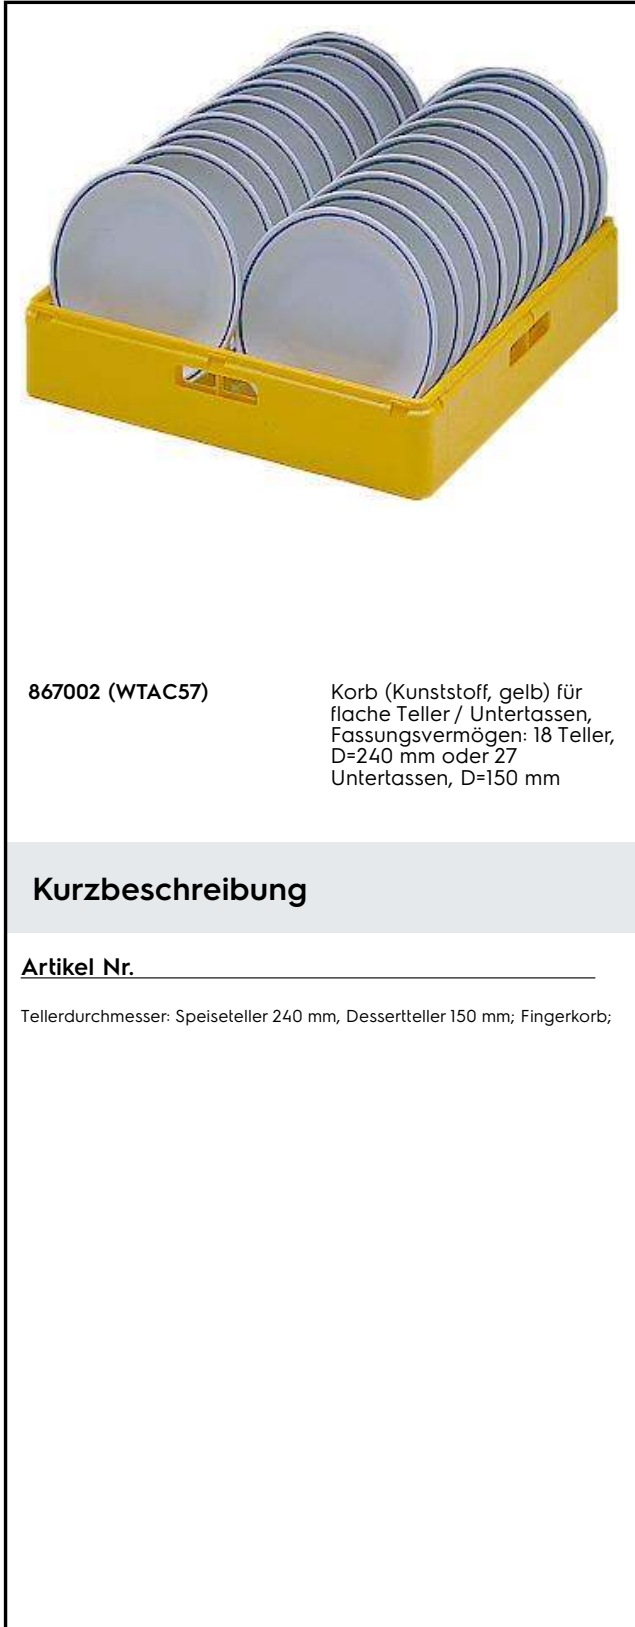 867002 (WTAC57)
Korb (Kunststoff, gelb) für
flache Teller / Untertassen,
Fassungsvermögen: 18 Teller,
D=240 mm oder 27
Untertassen, D=150 mm
Kurzbeschreibung
Artikel Nr.
Tellerdurchmesser: Speiseteller 240 mm, Dessertteller 150 mm; Fingerkorb;